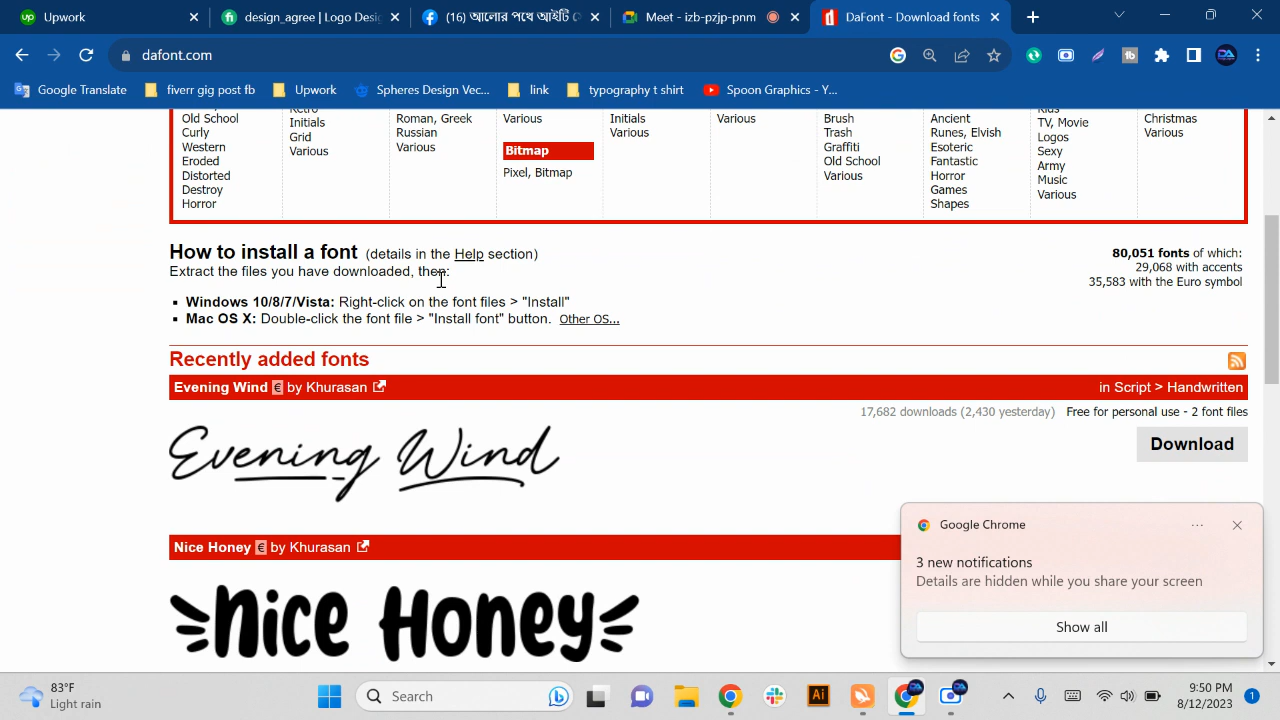 Upwork
design_agree | Logo Desig
(16) আলোর পথে আইটি
Meet - izb-pzjp-pnm
DaFont - Download fonts
dafont.com
Google Translate
fiverr gig post fb
Upwork
Spheres Design Vec...
link
typography t shirt
Spoon Graphics - Y...
Old School
Curly
Western
Eroded
Distorted
Destroy
Horror
Retro
Initials
Grid
Various
Roman, Greek
Russian
Various
Various
Bitmap
Pixel, Bitmap
Initials
Various
Various
Brush
Trash
Graffiti
Old School
Various
Ancient
Runes, Elvish
Esoteric
Fantastic
Horror
Games
Shapes
Kids
TV, Movie
Logos
Sexy
Army
Music
Various
Christmas
Various
How to install a font (details in the Help section)
Extract the files you have downloaded, then:
Windows 10/8/7/Vista: Right-click on the font files > "Install"
Mac OS X: Double-click the font file > "Install font" button. Other OS...
80,051 fonts of which:
29,068 with accents
35,583 with the Euro symbol
Recently added fonts
Evening Wind € by Khurasan
in Script > Handwritten
17,682 downloads (2,430 yesterday) Free for personal use - 2 font files
Download
Evening Wind
Nice Honey € by Khurasan
Nice Honey
Google Chrome
3 new notifications
Details are hidden while you share your screen
Show all
83°F
Light rain
Search
9:50 PM
8/12/2023
1